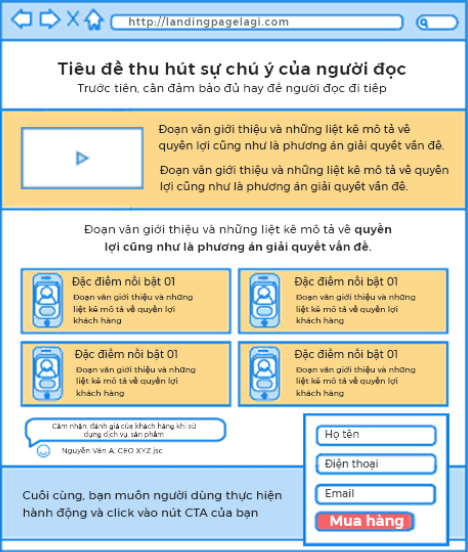 http://landingpagelagi.com
Tiêu đề thu hút sự chú ý của người đọc
Trước tiên, cần đảm bảo đủ hay để người đọc đi tiếp
Đoạn văn giới thiệu và những liệt kê mô tả về
quyền lợi cũng như là phương án giải quyết vấn đề.
Đoạn văn giới thiệu và những liệt kê mô tả về quyền
lợi cũng như là phương án giải quyết vấn đề.
Đoạn văn giới thiệu và những liệt kê mô tả về quyền
lợi cũng như là phương án giải quyết vấn đề.
Đặc điểm nổi bật 01
Đoạn văn giới thiệu và những
liệt kê mô tả về quyền lợi
khách hàng
Đặc điểm nổi bật 01
Đoạn văn giới thiệu và những
liệt kê mô tả về quyền lợi
khách hàng
Đặc điểm nổi bật 01
Đoạn văn giới thiệu và những
liệt kê mô tả về quyền lợi
khách hàng
Đặc điểm nổi bật 01
Đoạn văn giới thiệu và những
liệt kê mô tả về quyền lợi
khách hàng
Cảm nhận, đánh giá của khách hàng khi sử
dụng dịch vụ, sản phẩm
Nguyễn Văn A, CEO XYZ jsc
Cuối cùng, bạn muốn người dùng thực hiện
hành động và click vào nút CTA của bạn
Họ tên
Điện thoại
Email
Mua hàng